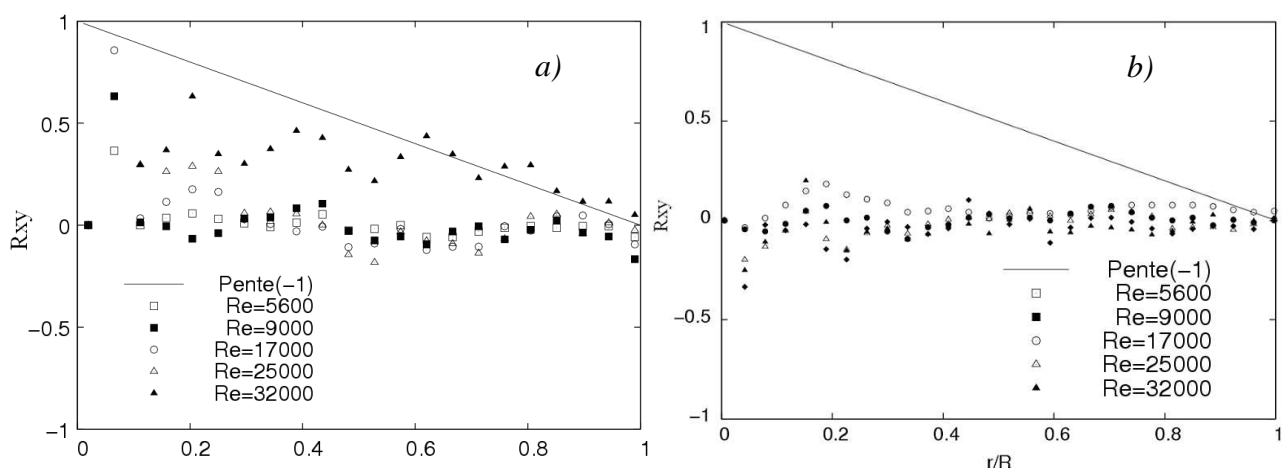 1
a)
0.5
Rxy
0
Pente(-1)
Re=5600
Re=9000
-0.5
Re=17000
Re=25000
Re=32000
-1
0 0.2 0.4 0.6 0.8 1
1
b)
0.5
Rxy
0
Pente(-1)
Re=5600
-0.5
Re=9000
Re=17000
Re=25000
Re=32000
-1
0 0.2 0.4 0.6 0.8 1
r/R